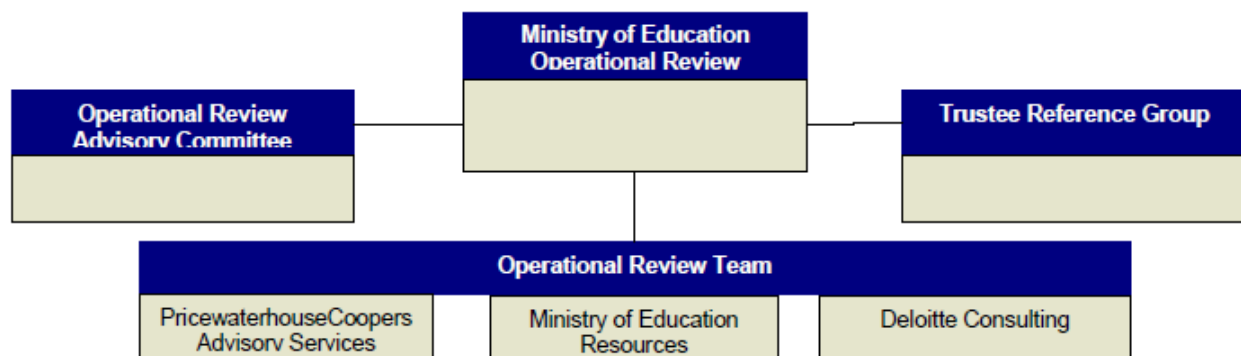 Ministry of Education
Operational Review
Operational Review
Advisory Committee
Trustee Reference Group
Operational Review Team
PricewaterhouseCoopers
Advisory Services
Ministry of Education
Resources
Deloitte Consulting